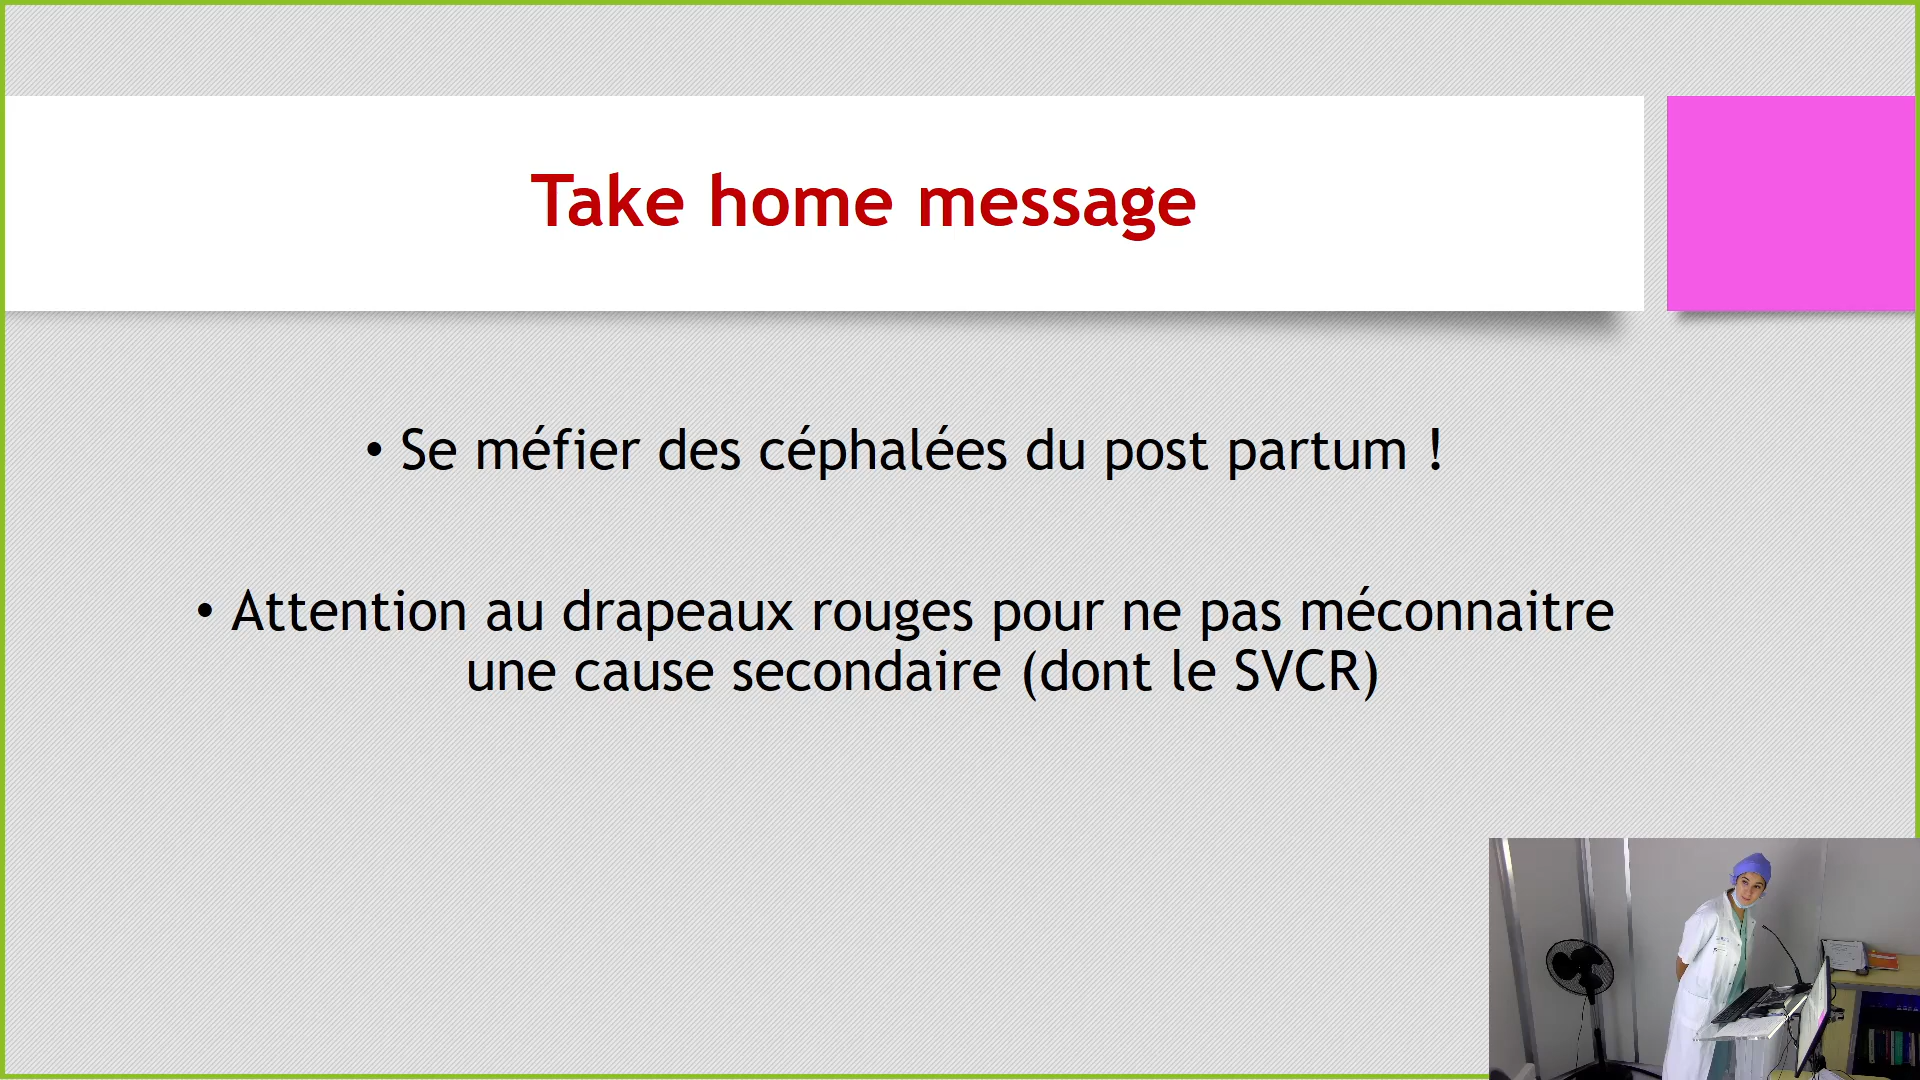 Take home message
• Se méfier des céphalées du post partum !
• Attention au drapeaux rouges pour ne pas méconnaitre
une cause secondaire (dont le SVCR)